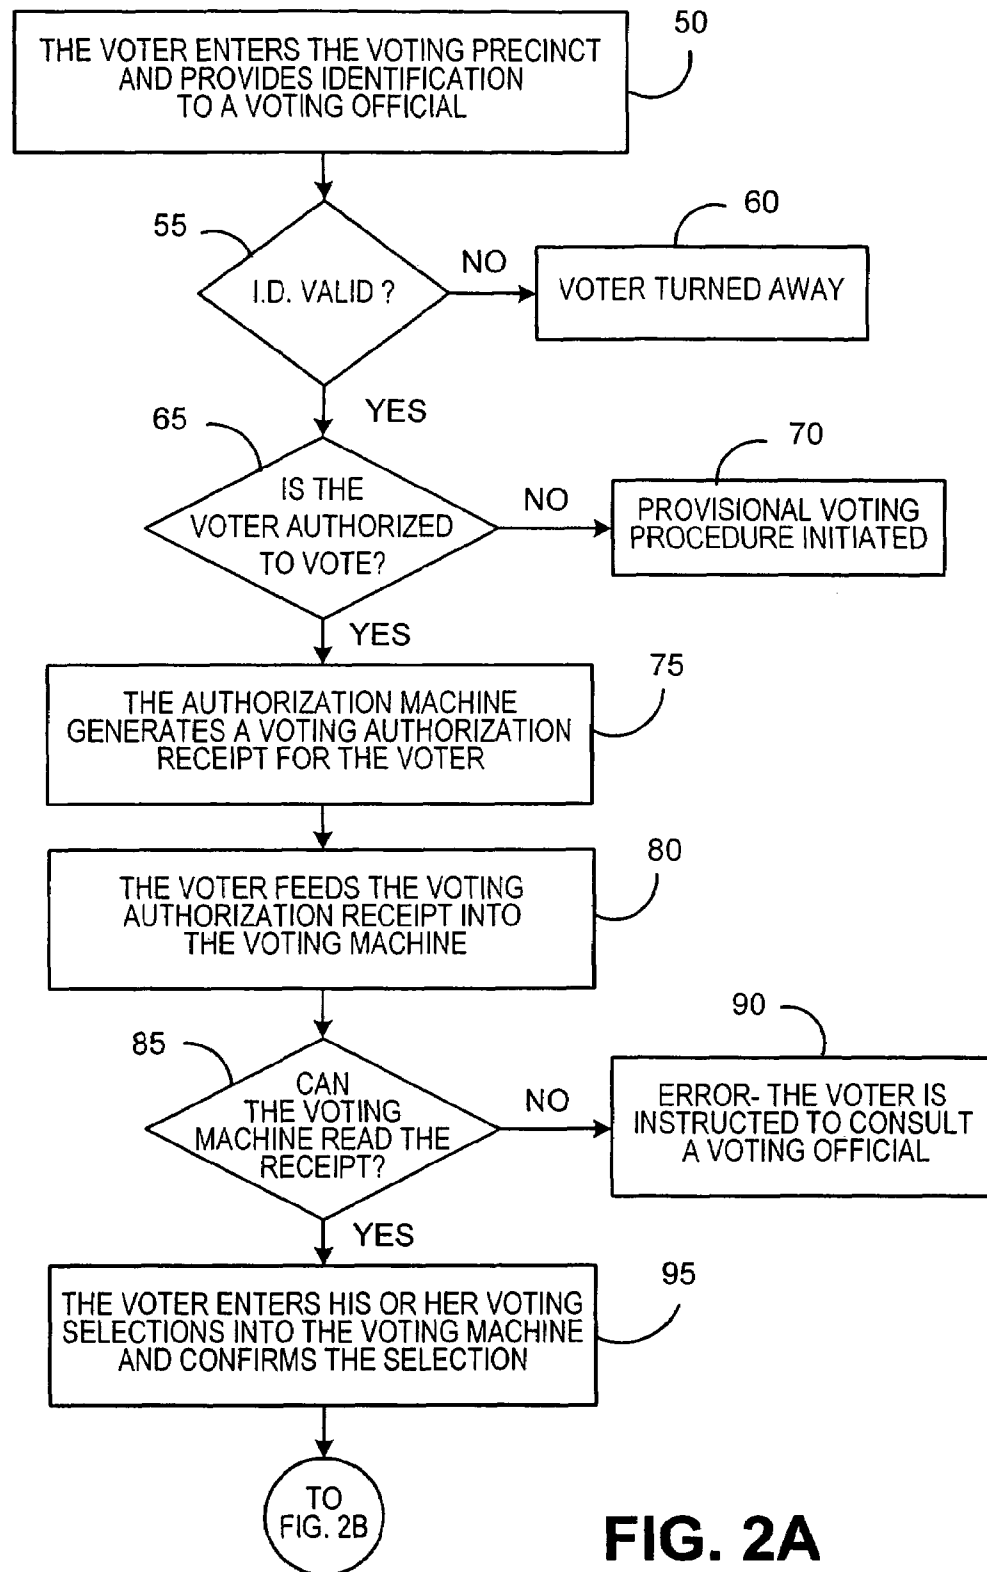 50
THE VOTER ENTERS THE VOTING PRECINCT
AND PROVIDES IDENTIFICATION
TO A VOTING OFFICIAL
55
I.D. VALID ?
NO
60
VOTER TURNED AWAY
YES
65
IS THE
VOTER AUTHORIZED
TO VOTE?
NO
70
PROVISIONAL VOTING
PROCEDURE INITIATED
YES
75
THE AUTHORIZATION MACHINE
GENERATES A VOTING AUTHORIZATION
RECEIPT FOR THE VOTER
80
THE VOTER FEEDS THE VOTING
AUTHORIZATION RECEIPT INTO
THE VOTING MACHINE
85
CAN
THE VOTING
MACHINE READ THE
RECEIPT?
NO
90
ERROR- THE VOTER IS
INSTRUCTED TO CONSULT
A VOTING OFFICIAL
YES
95
THE VOTER ENTERS HIS OR HER VOTING
SELECTIONS INTO THE VOTING MACHINE
AND CONFIRMS THE SELECTION
TO
FIG. 2B
FIG. 2A